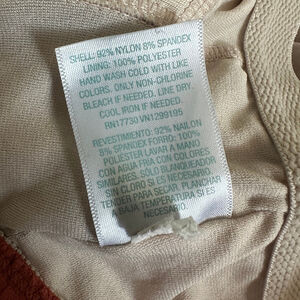 SHELL: 92% NYLON 8% SPANDEX
LINING: 100% POLYESTER
HAND WASH COLD WITH LIKE
COLORS. ONLY NON-CHLORINE
BLEACH IF NEEDED. LINE DRY.
COOL IRON IF NEEDED
RN17730 VN1299195
REVESTIMIENTO: 92% NAILON
8% SPANDEX FORRO: 100%
POLIESTER LAVAR A MANO
CON AGUA FRIA CON COLORES
SIMILARES. SÓLO BLANQUEADOR
SIN CLORO SI ES NECESARIO.
TENDER PARA SECAR. PLANCHAR
A BAJA TEMPERATURA SI ES
NECESARIO.